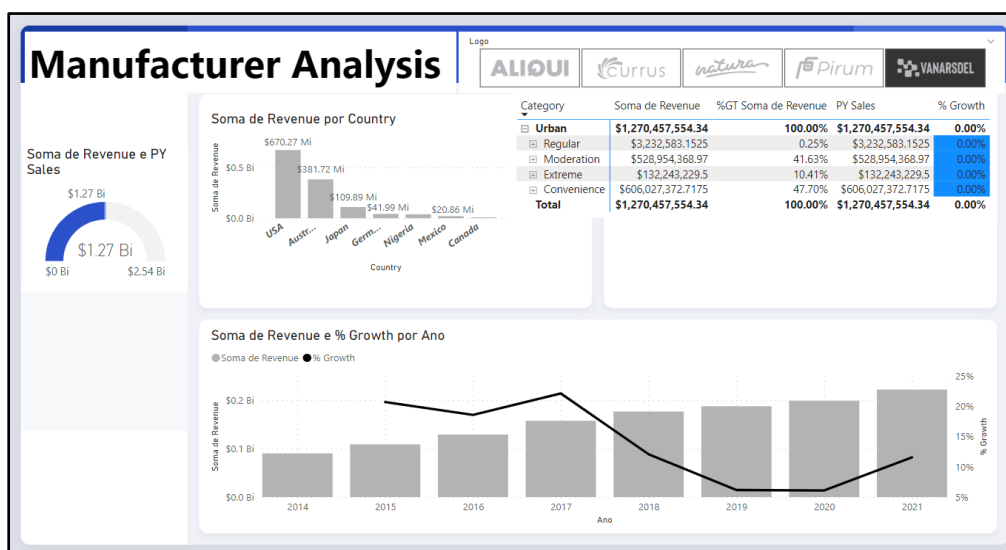 Manufacturer Analysis
Logo
ALIQUI
Currus
natura
Pirum
VANARSDEL
Soma de Revenue e PY
Sales
$1.27 Bi
$1.27 Bi
$0 Bi
$2.54 Bi
Soma de Revenue por Country
Soma de Revenue
$0.5 Bi
$0.0 Bi
$670.27 Mi
$381.72 Mi
$109.89 Mi
$41.99 Mi
$20.86 Mi
USA
Austr...
Japan
Germ...
Nigeria
Mexico
Canada
Country
Category Soma de Revenue %GT Soma de Revenue PY Sales % Growth
Urban $1,270,457,554.34 100.00% $1,270,457,554.34 0.00%
Regular $3,232,583.1525 0.25% $3,232,583.1525 0.00%
Moderation $528,954,368.97 41.63% $528,954,368.97 0.00%
Extreme $132,243,229.5 10.41% $132,243,229.5 0.00%
Convenience $606,027,372.7175 47.70% $606,027,372.7175 0.00%
Total $1,270,457,554.34 100.00% $1,270,457,554.34 0.00%
Soma de Revenue e % Growth por Ano
Soma de Revenue % Growth
Soma de Revenue
$0.2 Bi
$0.1 Bi
$0.0 Bi
25%
20%
15%
10%
5%
% Growth
2014 2015 2016 2017 2018 2019 2020 2021
Ano